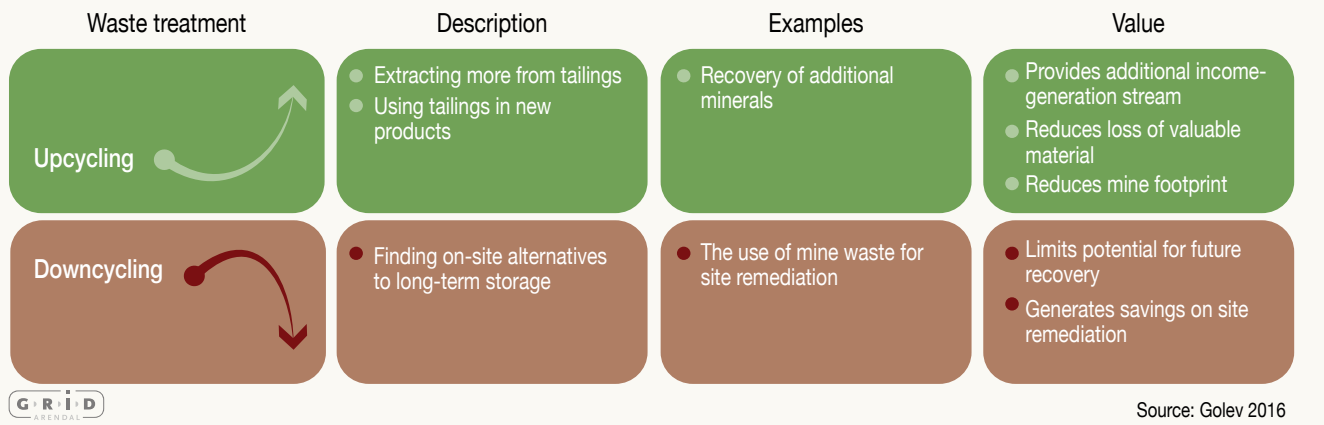 Waste treatment
Description
Examples
Value
Upcycling
Extracting more from tailings
Using tailings in new
products
Recovery of additional
minerals
Provides additional income-
generation stream
Reduces loss of valuable
material
Reduces mine footprint
Downcycling
Finding on-site alternatives
to long-term storage
The use of mine waste for
site remediation
Limits potential for future
recovery
Generates savings on site
remediation
G R i D
ARENDAL
Source: Golev 2016